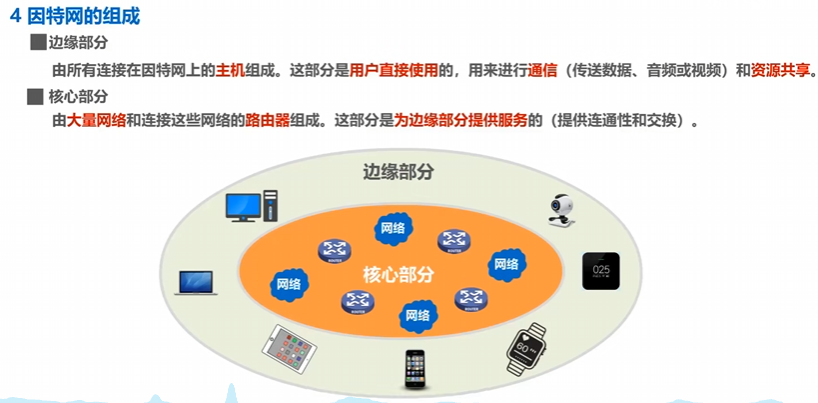 4 因特网的组成
边缘部分
由所有连接在因特网上的主机组成。这部分是用户直接使用的，用来进行通信（传送数据、音频或视频）和资源共享。
核心部分
由大量网络和连接这些网络的路由器组成。这部分是为边缘部分提供服务的（提供连通性和交换）。
边缘部分
网络
网络
核心部分
网络
网络
025
60